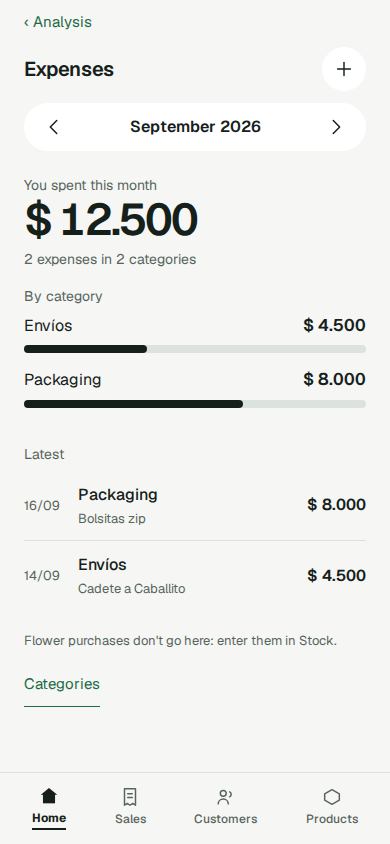 ‹ Analysis
Expenses
September 2026
You spent this month
$ 12.500
2 expenses in 2 categories
By category
Envíos $ 4.500
Packaging $ 8.000
Latest
16/09 Packaging $ 8.000
Bolsitas zip
14/09 Envíos $ 4.500
Cadete a Caballito
Flower purchases don't go here: enter them in Stock.
Categories
Home Sales Customers Products